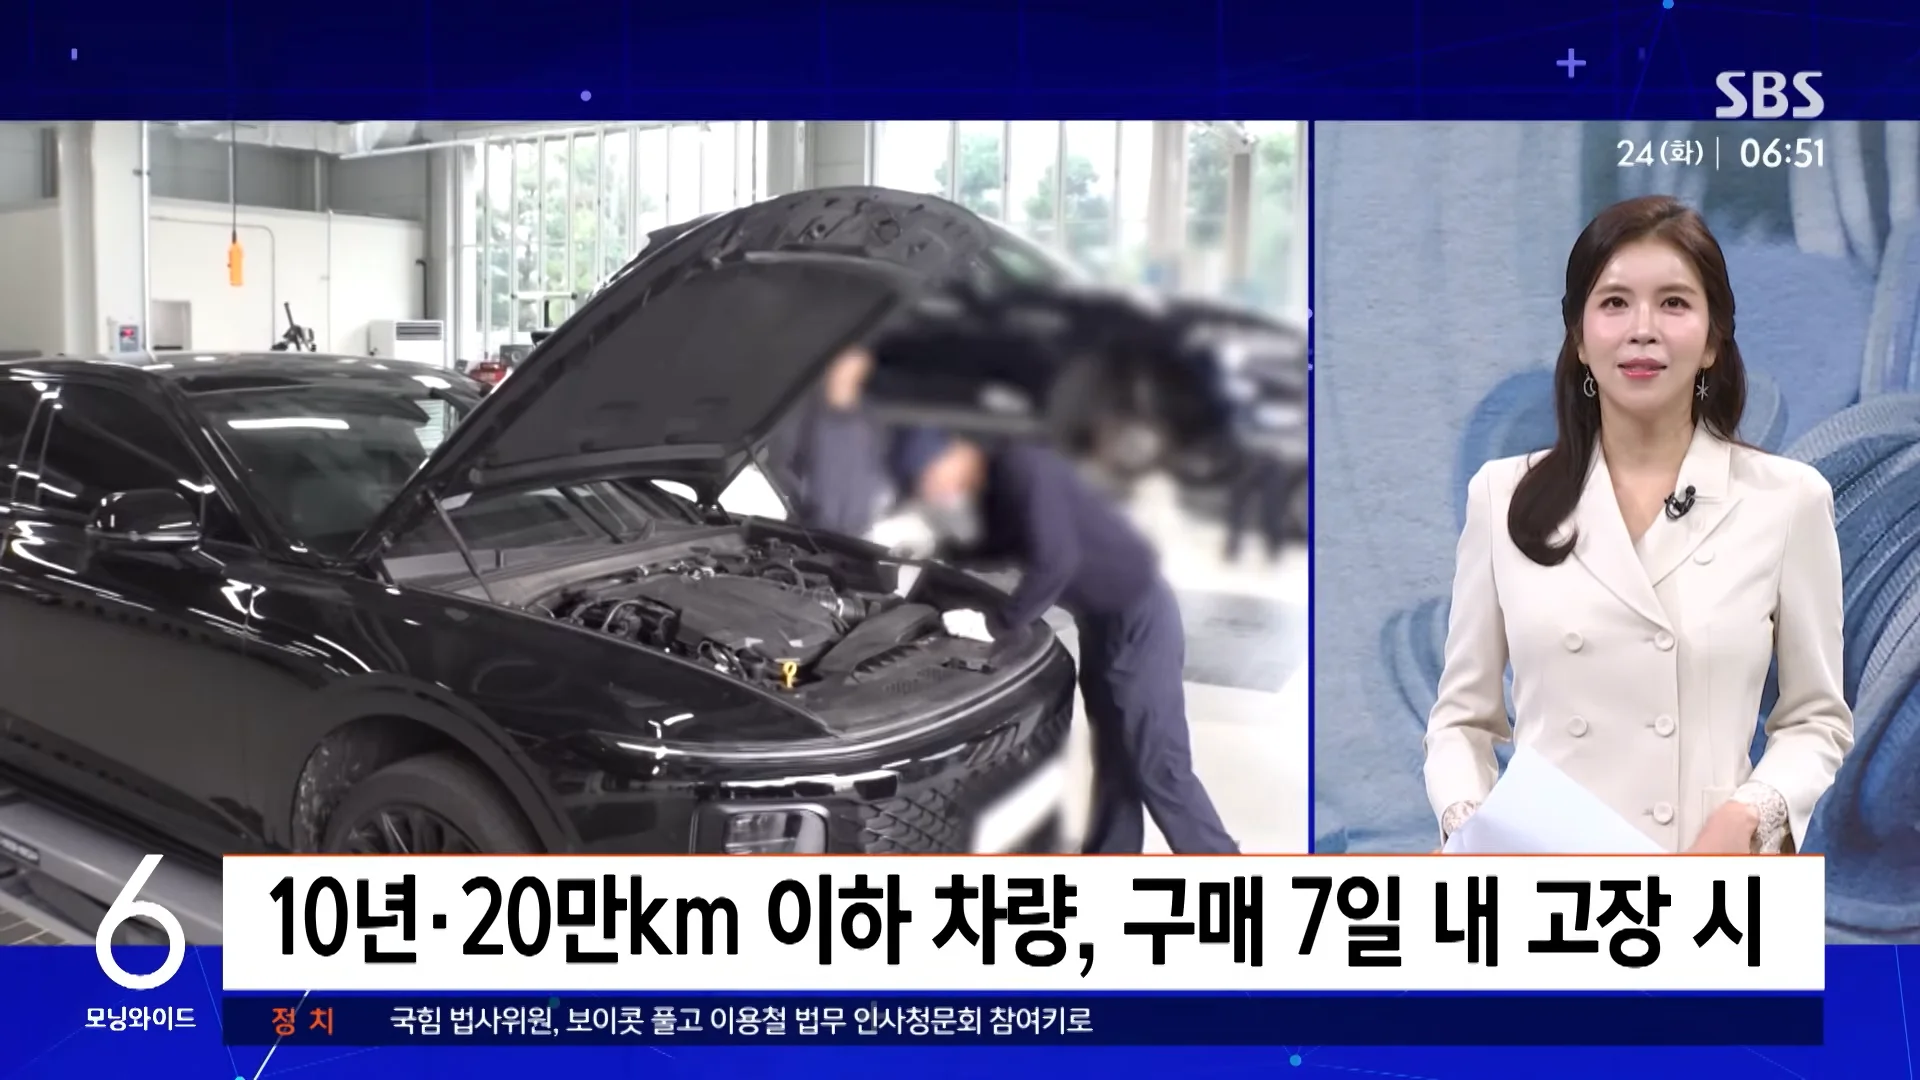 SBS
24(화) | 06:51
10년·20만km 이하 차량, 구매 7일 내 고장 시
6
모닝와이드
정치 국힘 법사위원, 보이콧 풀고 이용철 법무 인사청문회 참여키로